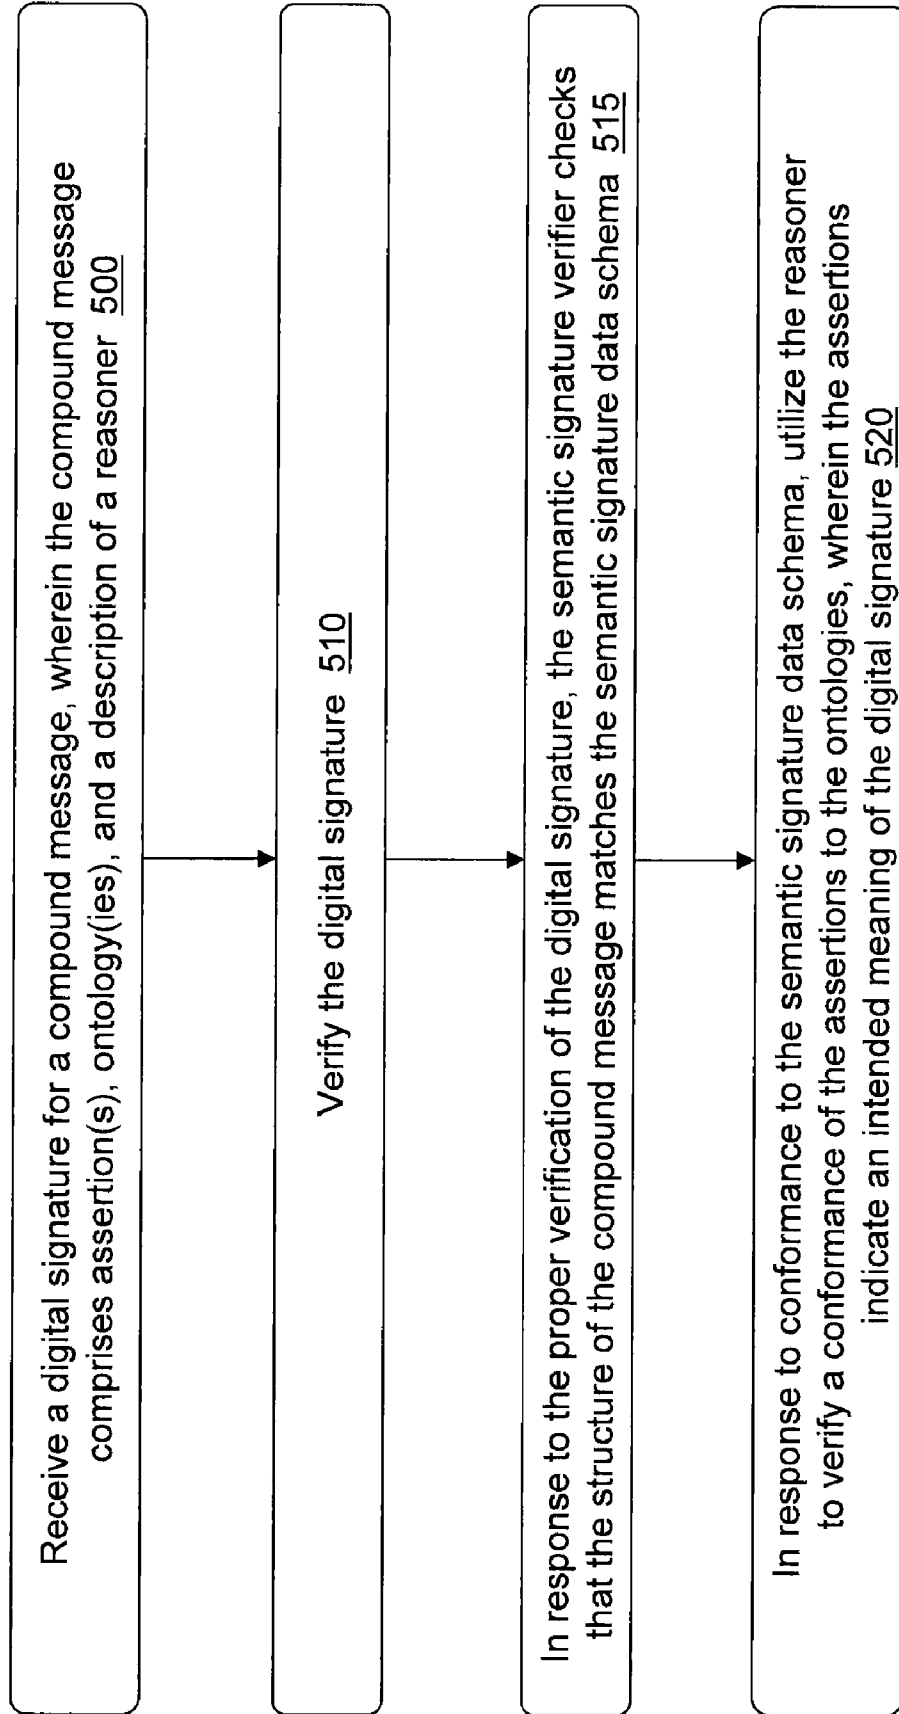 Receive a digital signature for a compound message, wherein the compound message
comprises assertion(s), ontology(ies), and a description of a reasoner 500
Verify the digital signature 510
In response to the proper verification of the digital signature, the semantic signature verifier checks
that the structure of the compound message matches the semantic signature data schema 515
In response to conformance to the semantic signature data schema, utilize the reasoner
to verify a conformance of the assertions to the ontologies, wherein the assertions
indicate an intended meaning of the digital signature 520